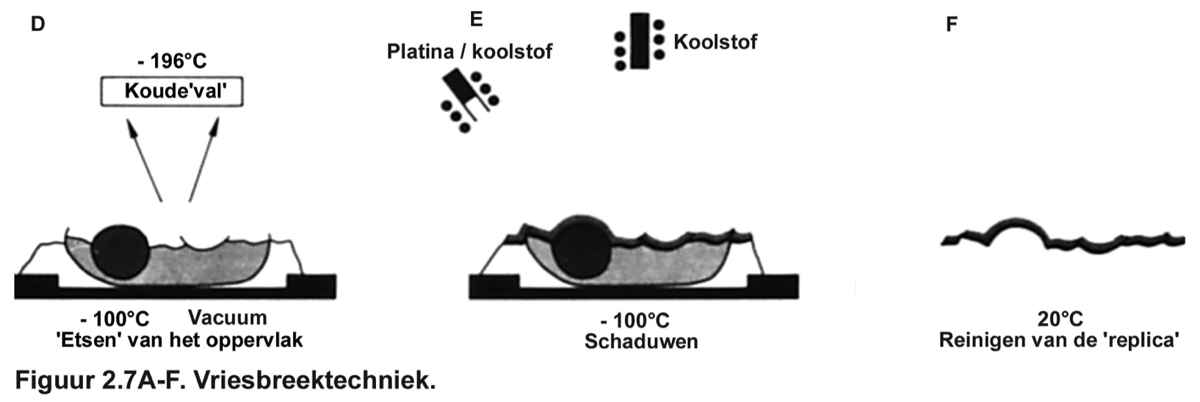 D
- 196°C
Koude'val'
- 100°C Vacuum
'Etsen' van het oppervlak
E
Platina / koolstof
Koolstof
- 100°C
Schaduwen
F
20°C
Reinigen van de 'replica'
Figuur 2.7A-F. Vriesbreektechniek.